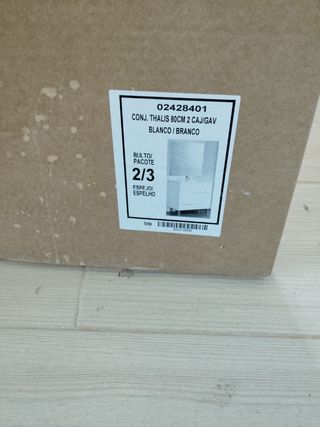 02428401
CONJ. THALIS 80CM 2 CAJ/GAV
BLANCO / BRANCO
BULTO/
PACOTE
2/3
ESPEJO/
ESPELHO
lote